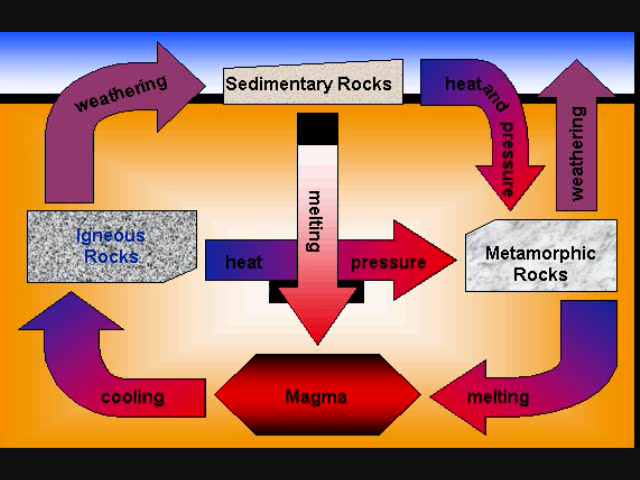 weathering
Sedimentary Rocks
heat and pressure
weathering
melting
Igneous
Rocks
heat
pressure
Metamorphic
Rocks
cooling
Magma
melting